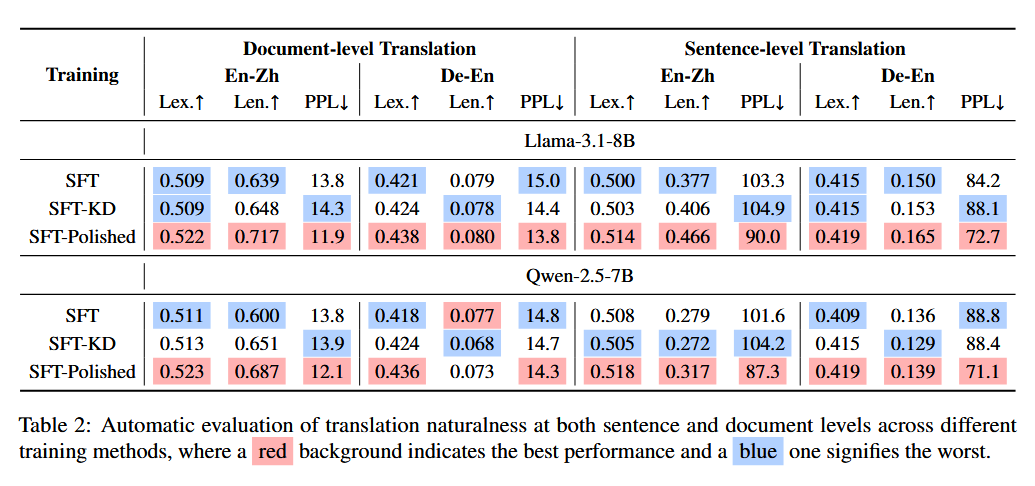 Document-level Translation Sentence-level Translation
Training En-Zh De-En En-Zh De-En
Lex.↑ Len.↑ PPL↓ Lex.↑ Len.↑ PPL↓ Lex.↑ Len.↑ PPL↓ Lex.↑ Len.↑ PPL↓
Llama-3.1-8B
SFT 0.509 0.639 13.8 0.421 0.079 15.0 0.500 0.377 103.3 0.415 0.150 84.2
SFT-KD 0.509 0.648 14.3 0.424 0.078 14.4 0.503 0.406 104.9 0.415 0.153 88.1
SFT-Polished 0.522 0.717 11.9 0.438 0.080 13.8 0.514 0.466 90.0 0.419 0.165 72.7
Qwen-2.5-7B
SFT 0.511 0.600 13.8 0.418 0.077 14.8 0.508 0.279 101.6 0.409 0.136 88.8
SFT-KD 0.513 0.651 13.9 0.424 0.068 14.7 0.505 0.272 104.2 0.415 0.129 88.4
SFT-Polished 0.523 0.687 12.1 0.436 0.073 14.3 0.518 0.317 87.3 0.419 0.139 71.1
Table 2: Automatic evaluation of translation naturalness at both sentence and document levels across different
training methods, where a red background indicates the best performance and a blue one signifies the worst.